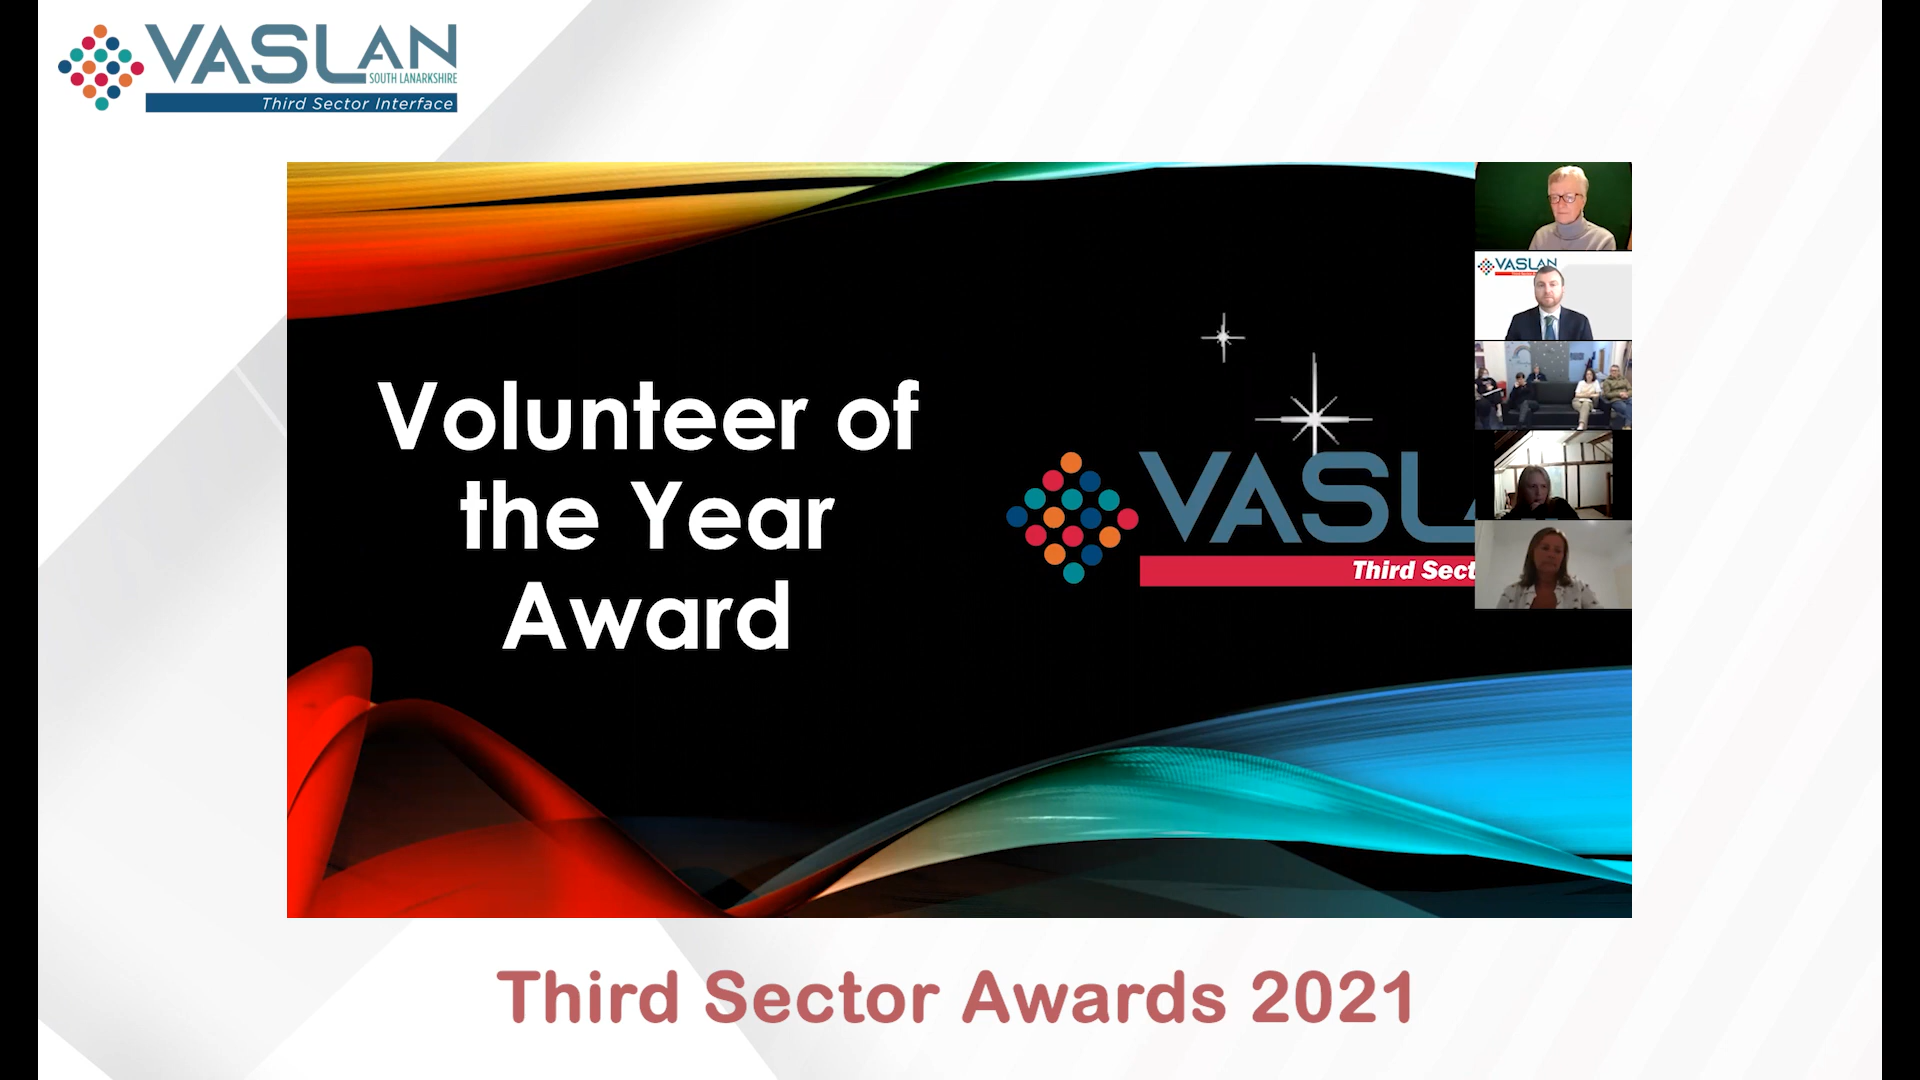 VASLAN
SOUTH LANARKSHIRE
Third Sector Interface
VASLAN
Volunteer of
the Year
Award
VASL
Third Sect
Third Sector Awards 2021